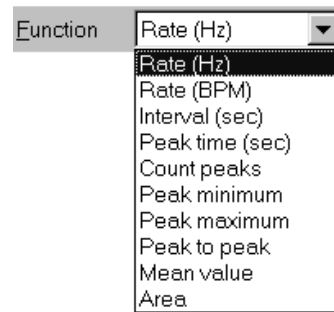 Function Rate (Hz)
Rate (Hz)
Rate (BPM)
Interval (sec)
Peak time (sec)
Count peaks
Peak minimum
Peak maximum
Peak to peak
Mean value
Area